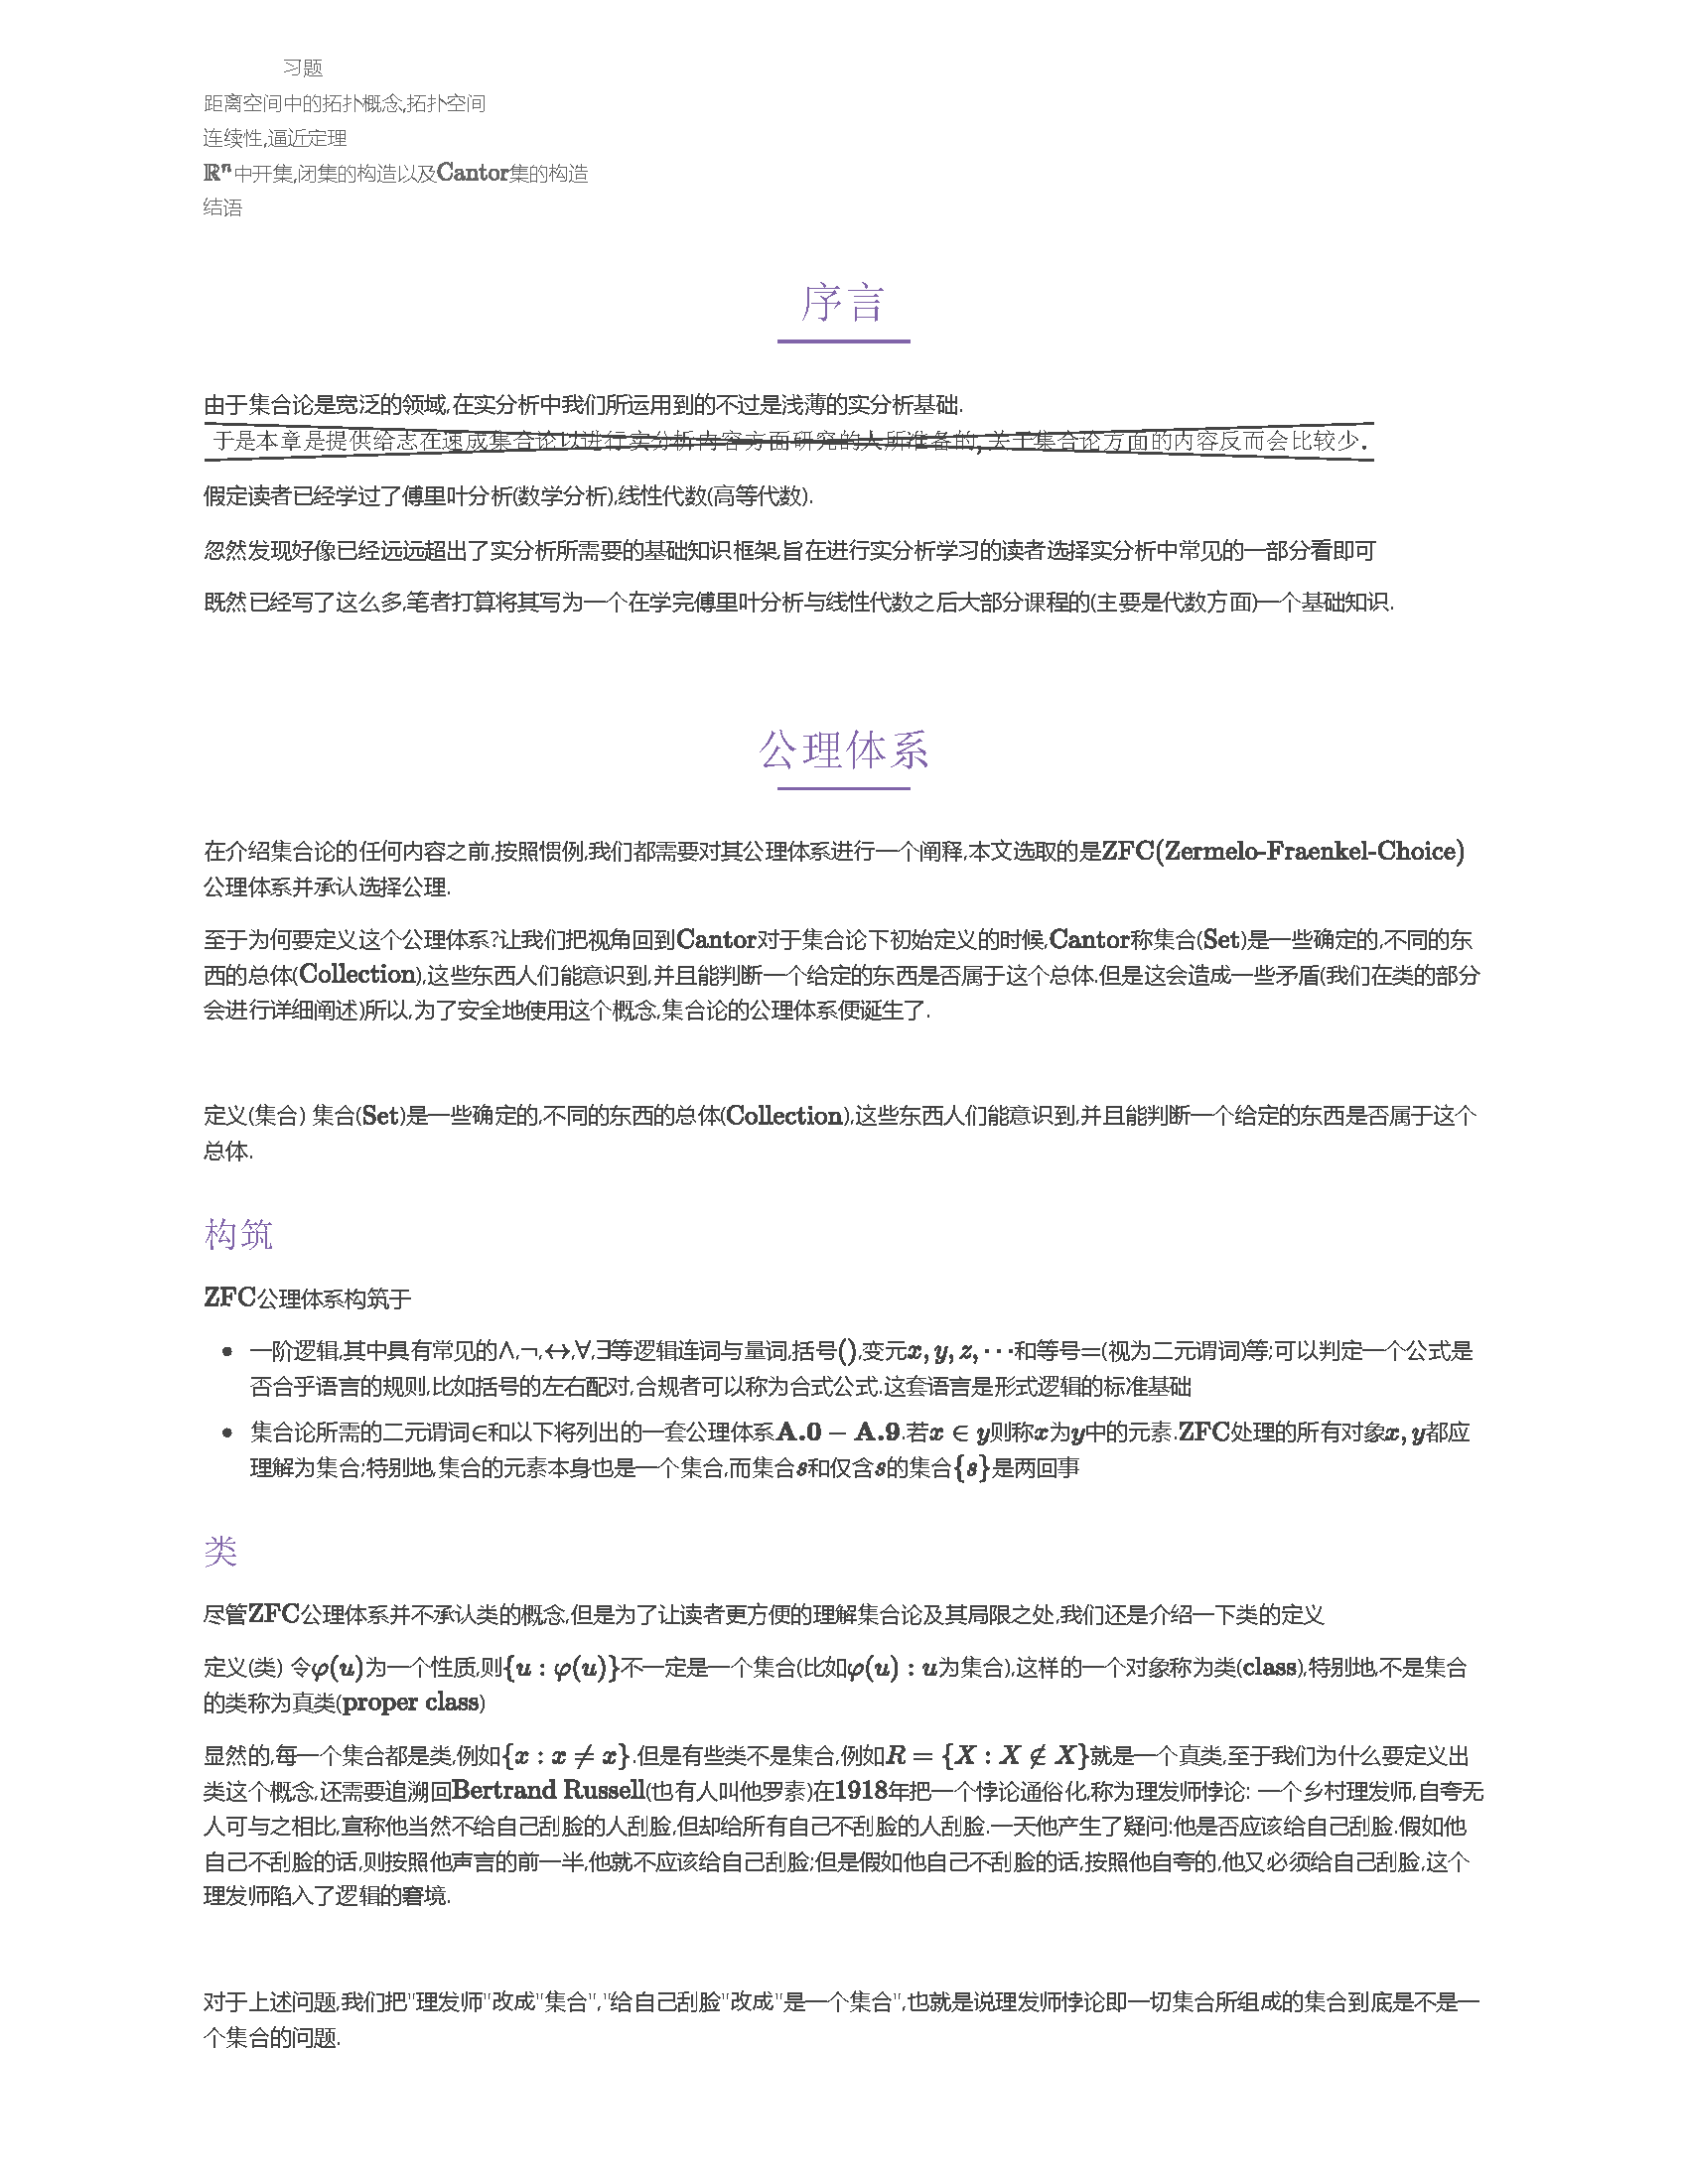 习题
距离空间中的拓扑概念,拓扑空间
连续性,逼近定理
ℝⁿ中开集,闭集的构造以及Cantor集的构造
结语
序言
由于集合论是宽泛的领域,在实分析中我们所运用到的不过是浅薄的实分析基础.
于是本章是提供给志在速成集合论以进行实分析内容方面研究的人所准备的,关于集合论方面的内容反而会比较少.
假定读者已经学过了傅里叶分析(数学分析),线性代数(高等代数).
忽然发现好像已经远远超出了实分析所需要的基础知识框架,旨在进行实分析学习的读者选择实分析中常见的一部分看即可
既然已经写了这么多,笔者打算将其写为一个在学完傅里叶分析与线性代数之后大部分课程的(主要是代数方面)一个基础知识.
公理体系
在介绍集合论的任何内容之前,按照惯例,我们都需要对其公理体系进行一个阐释,本文选取的是ZFC(Zermelo-Fraenkel-Choice)
公理体系并承认选择公理.
至于为何要定义这个公理体系?让我们把视角回到Cantor对于集合论下初始定义的时候,Cantor称集合(Set)是一些确定的,不同的东
西的总体(Collection),这些东西人们能意识到,并且能判断一个给定的东西是否属于这个总体.但是这会造成一些矛盾(我们在类的部分
会进行详细阐述)所以,为了安全地使用这个概念,集合论的公理体系便诞生了.
定义(集合) 集合(Set)是一些确定的,不同的东西的总体(Collection),这些东西人们能意识到,并且能判断一个给定的东西是否属于这个
总体.
构筑
ZFC公理体系构筑于
• 一阶逻辑,其中具有常见的∧,¬,↔,∀,∃等逻辑连词与量词,括号(),变元x, y, z, ⋯和等号=(视为二元谓词)等;可以判定一个公式是
否合乎语言的规则,比如括号的左右配对,合规者可以称为合式公式.这套语言是形式逻辑的标准基础
• 集合论所需的二元谓词∈和以下将列出的一套公理体系A.0 − A.9.若x ∈ y则称x为y中的元素.ZFC处理的所有对象x, y都应
理解为集合;特别地,集合的元素本身也是一个集合,而集合s和仅含s的集合{s}是两回事
类
尽管ZFC公理体系并不承认类的概念,但是为了让读者更方便的理解集合论及其局限之处,我们还是介绍一下类的定义
定义(类) 令φ(u)为一个性质,则{u : φ(u)}不一定是一个集合(比如φ(u) : u为集合),这样的一个对象称为类(class),特别地,不是集合
的类称为真类(proper class)
显然的,每一个集合都是类,例如{x : x ≠ x}.但是有些类不是集合,例如R = {X : X ∉ X}就是一个真类,至于我们为什么要定义出
类这个概念,还需要追溯回Bertrand Russell(也有人叫他罗素)在1918年把一个悖论通俗化,称为理发师悖论: 一个乡村理发师,自夸无
人可与之相比,宣称他当然不给自己刮脸的人刮脸,但却给所有自己不刮脸的人刮脸.一天他产生了疑问:他是否应该给自己刮脸.假如他
自己不刮脸的话,则按照他声言的前一半,他就不应该给自己刮脸;但是假如他自己不刮脸的话,按照他自夸的,他又必须给自己刮脸,这个
理发师陷入了逻辑的窘境.
对于上述问题,我们把"理发师"改成"集合","给自己刮脸"改成"是一个集合",也就是说理发师悖论即一切集合所组成的集合到底是不是一
个集合的问题.